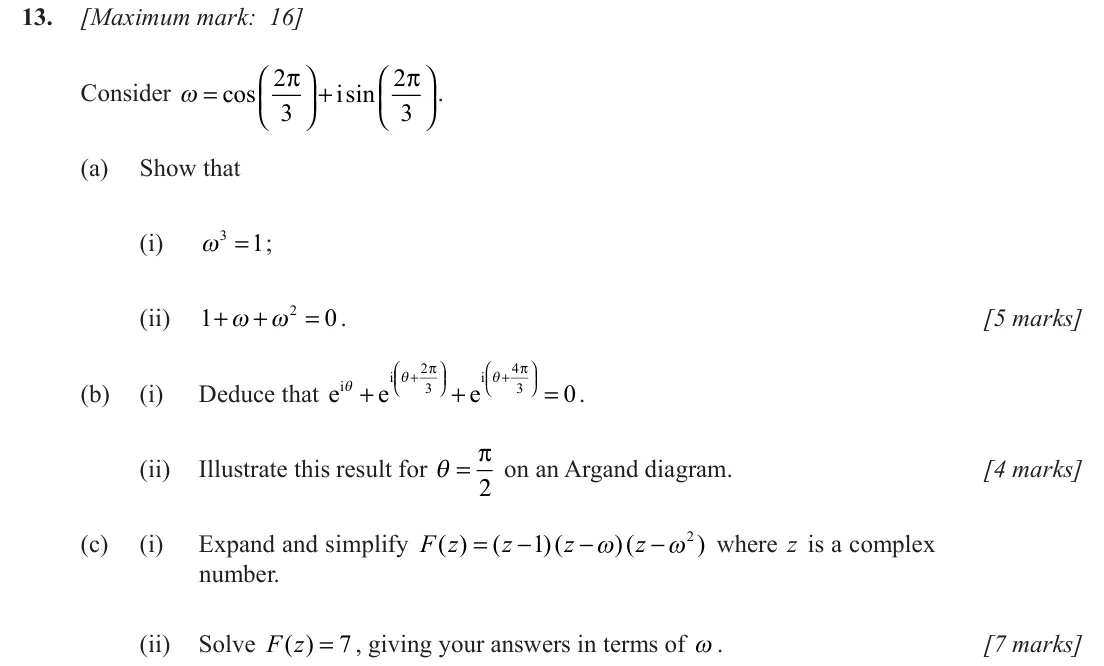 13. [Maximum mark: 16]
Consider ω = cos(2π/3) + i sin(2π/3).
(a) Show that
(i) ω³ = 1;
(ii) 1 + ω + ω² = 0. [5 marks]
(b) (i) Deduce that e^(iθ) + e^(i(θ + 2π/3)) + e^(i(θ + 4π/3)) = 0.
(ii) Illustrate this result for θ = π/2 on an Argand diagram. [4 marks]
(c) (i) Expand and simplify F(z) = (z − 1)(z − ω)(z − ω²) where z is a complex
number.
(ii) Solve F(z) = 7, giving your answers in terms of ω. [7 marks]